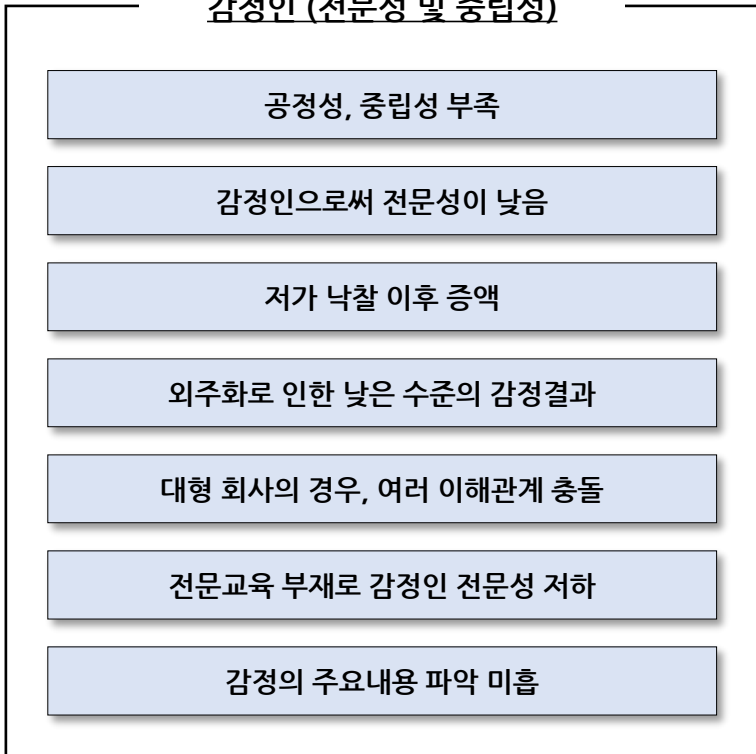 감정인 (전문성 및 중립성)
공정성, 중립성 부족
감정인으로써 전문성이 낮음
저가 낙찰 이후 증액
외주화로 인한 낮은 수준의 감정결과
대형 회사의 경우, 여러 이해관계 충돌
전문교육 부재로 감정인 전문성 저하
감정의 주요내용 파악 미흡